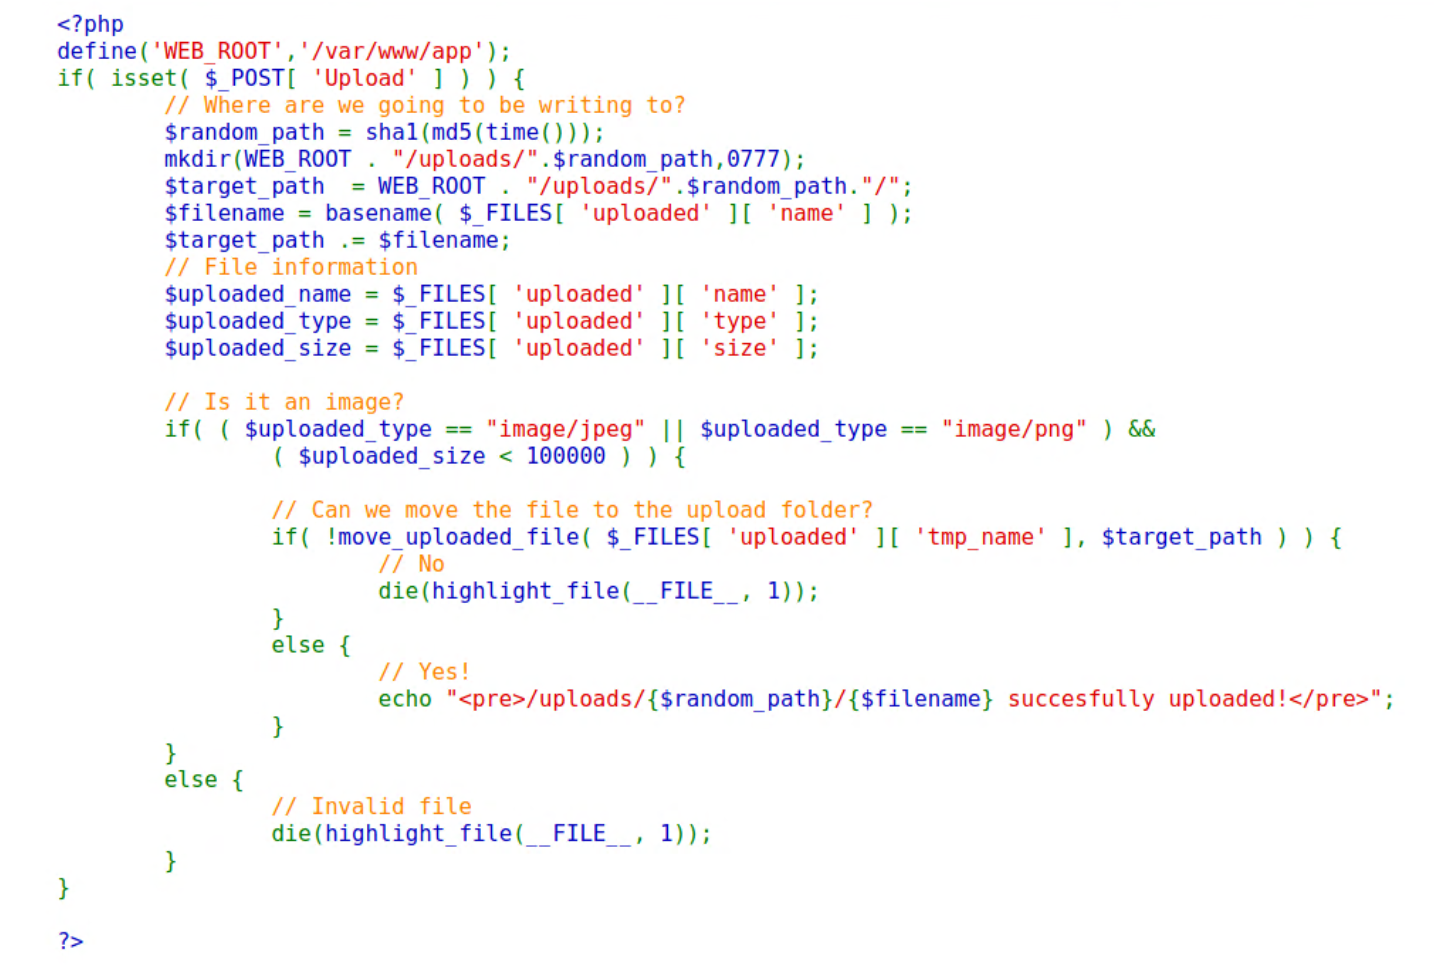 <?php
define('WEB_ROOT','/var/www/app');
if( isset( $_POST[ 'Upload' ] ) ) {
        // Where are we going to be writing to?
        $random_path = sha1(md5(time()));
        mkdir(WEB_ROOT . "/uploads/".$random_path,0777);
        $target_path  = WEB_ROOT . "/uploads/".$random_path."/";
        $filename = basename( $_FILES[ 'uploaded' ][ 'name' ] );
        $target_path .= $filename;
        // File information
        $uploaded_name = $_FILES[ 'uploaded' ][ 'name' ];
        $uploaded_type = $_FILES[ 'uploaded' ][ 'type' ];
        $uploaded_size = $_FILES[ 'uploaded' ][ 'size' ];

        // Is it an image?
        if( ( $uploaded_type == "image/jpeg" || $uploaded_type == "image/png" ) &&
                ( $uploaded_size < 100000 ) ) {

                // Can we move the file to the upload folder?
                if( !move_uploaded_file( $_FILES[ 'uploaded' ][ 'tmp_name' ], $target_path ) ) {
                        // No
                        die(highlight_file(__FILE__, 1));
                }
                else {
                        // Yes!
                        echo "<pre>/uploads/{$random_path}/{$filename} succesfully uploaded!</pre>";
                }
        }
        else {
                // Invalid file
                die(highlight_file(__FILE__, 1));
        }
}

?>